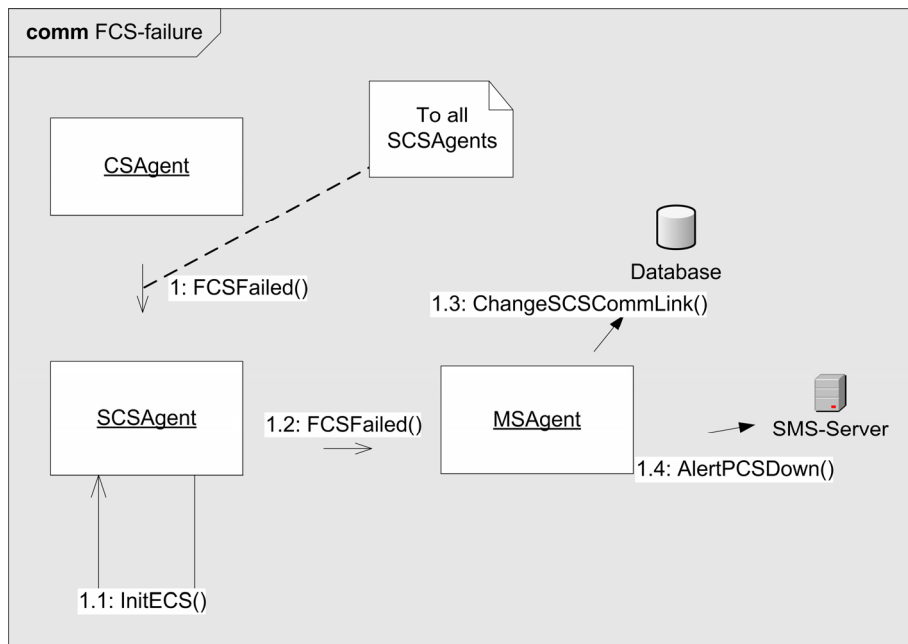 comm FCS-failure
To all
SCSAgents
CSAgent
Database
1: FCSFailed()
1.3: ChangeSCSCommLink()
SCSAgent
1.2: FCSFailed()
MSAgent
SMS-Server
1.4: AlertPCSDown()
1.1: InitECS()